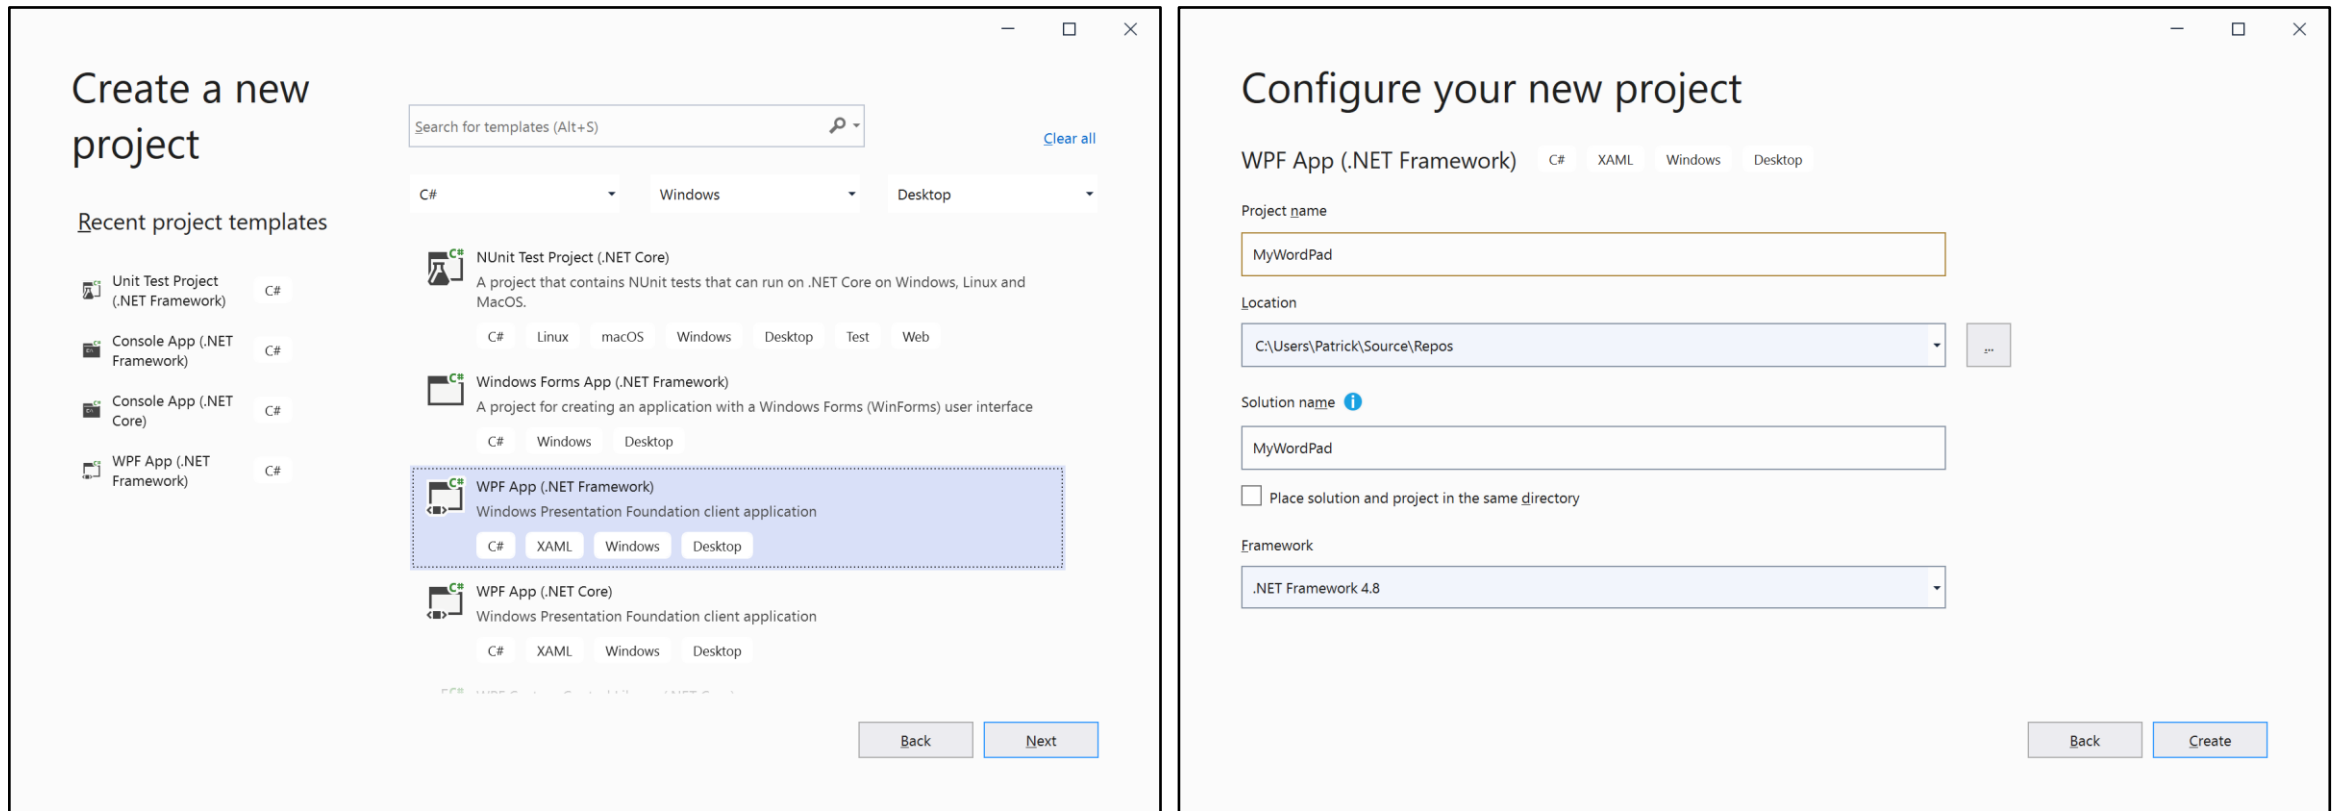 Create a new
project
Recent project templates
Unit Test Project
(.NET Framework)
C#
Console App (.NET
Framework)
C#
Console App (.NET
Core)
C#
WPF App (.NET
Framework)
C#
Search for templates (Alt+S)
Clear all
C#
Windows
Desktop
C#
NUnit Test Project (.NET Core)
A project that contains NUnit tests that can run on .NET Core on Windows, Linux and
MacOS.
C# Linux macOS Windows Desktop Test Web
C#
Windows Forms App (.NET Framework)
A project for creating an application with a Windows Forms (WinForms) user interface
C# Windows Desktop
C#
WPF App (.NET Framework)
Windows Presentation Foundation client application
C# XAML Windows Desktop
C#
WPF App (.NET Core)
Windows Presentation Foundation client application
C# XAML Windows Desktop
Back
Next
Configure your new project
WPF App (.NET Framework) C# XAML Windows Desktop
Project name
MyWordPad
Location
C:\Users\Patrick\Source\Repos
...
Solution name
MyWordPad
Place solution and project in the same directory
Framework
.NET Framework 4.8
Back
Create